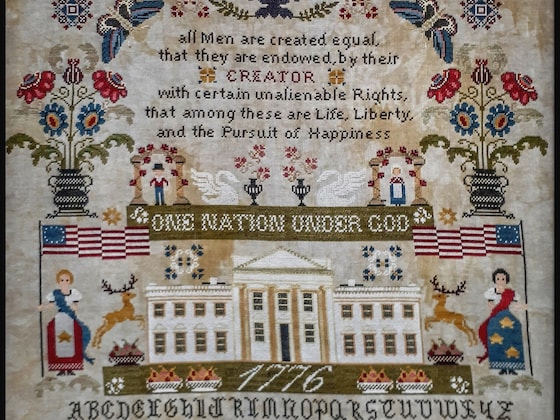 all Men are created equal,
that they are endowed, by their
CREATOR
with certain unalienable Rights,
that among these are Life, Liberty,
and the Pursuit of Happiness
ONE NATION UNDER GOD
1776
ABCDEFGHIJKLMNOPQRSTUVWXYZ